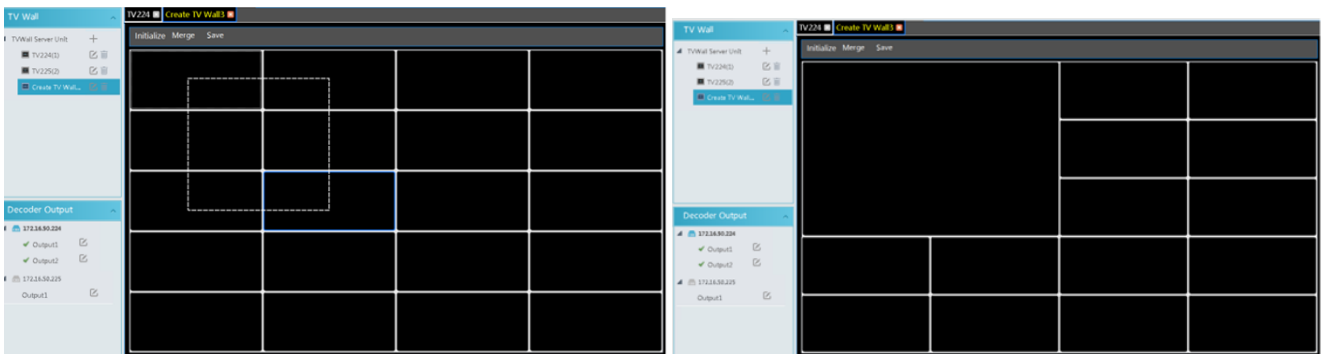 TV Wall
TVWall Server Unit
TV224(1)
TV225(2)
Create TV Wall...
Decoder Output
172.16.50.224
Output1
Output2
172.16.50.225
Output1
TV224 Create TV Wall3
Initialize Merge Save
TV Wall
TVWall Server Unit
TV224(1)
TV225(2)
Create TV Wall...
Decoder Output
172.16.50.224
Output1
Output2
172.16.50.225
Output1
TV224 Create TV Wall3
Initialize Merge Save